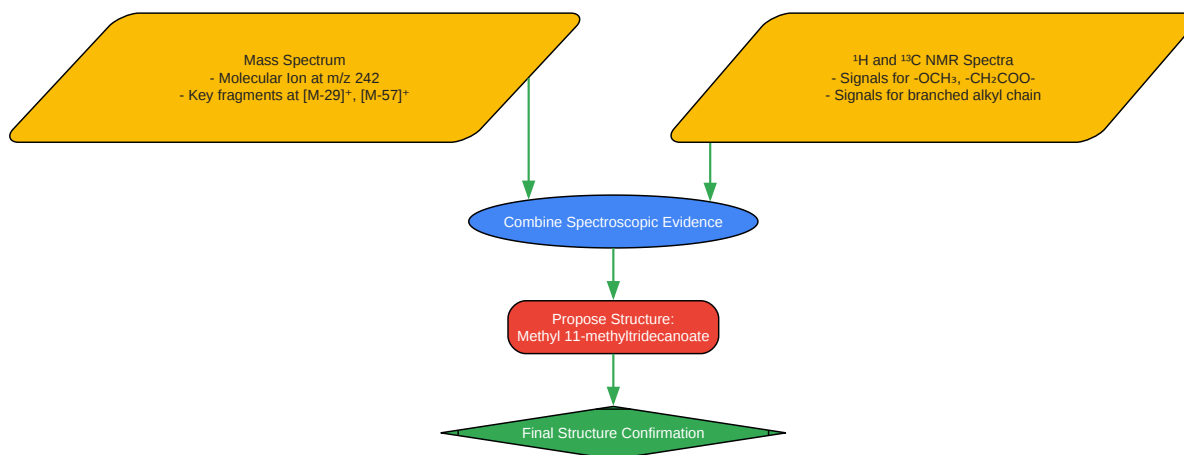 Mass Spectrum
- Molecular Ion at m/z 242
- Key fragments at [M-29]⁺, [M-57]⁺
¹H and ¹³C NMR Spectra
- Signals for -OCH₃, -CH₂COO-
- Signals for branched alkyl chain
Combine Spectroscopic Evidence
Propose Structure:
Methyl 11-methyltridecanoate
Final Structure Confirmation